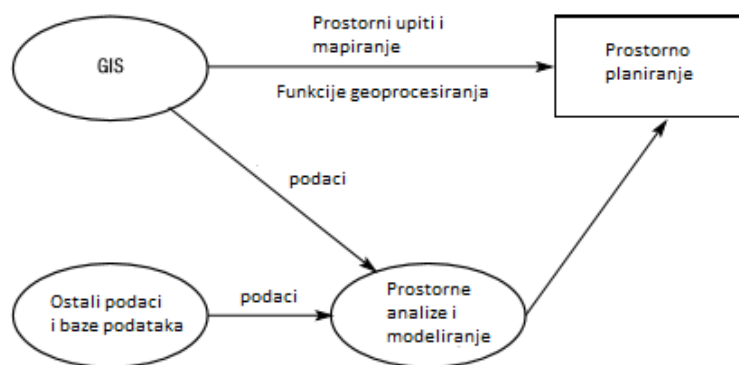 GIS
Prostorni upiti i
mapiranje
Funkcije geoprocesiranja
Prostorno
planiranje
podaci
Ostali podaci
i baze podataka
podaci
Prostorne
analize i
modeliranje